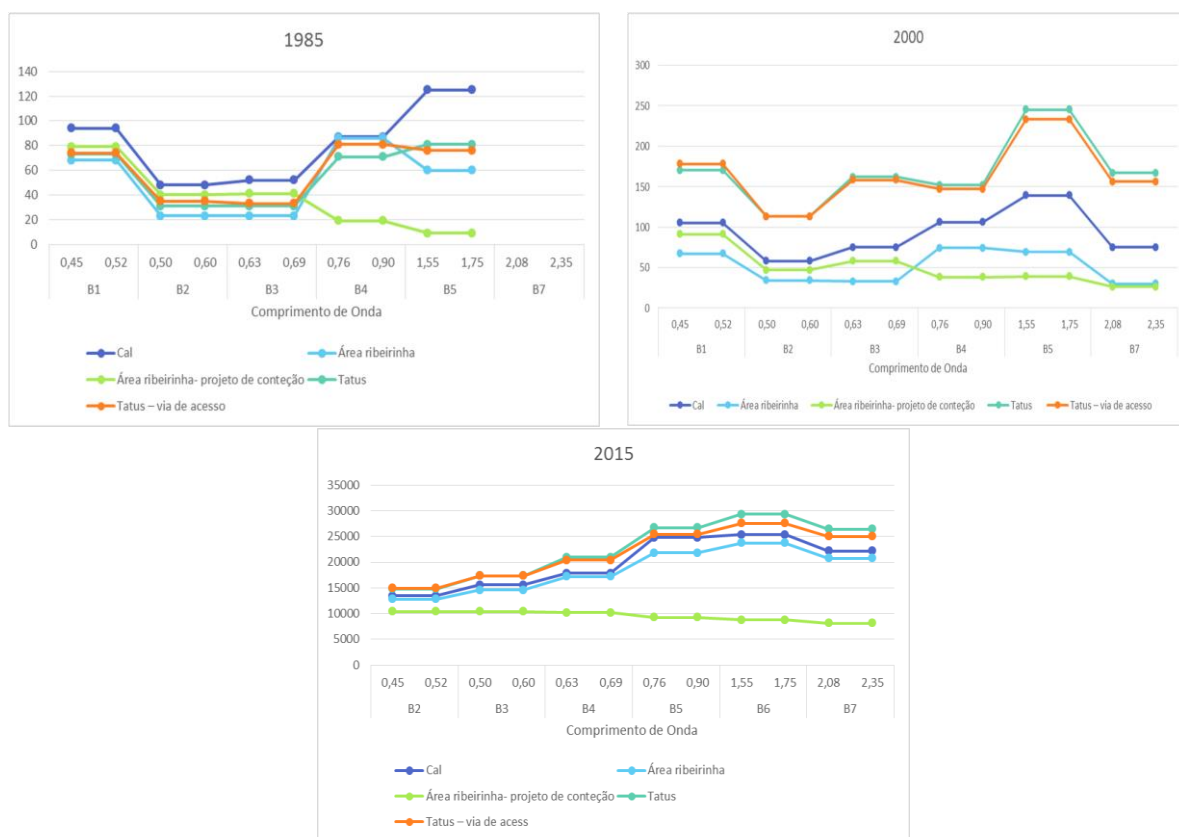 1985
140
120
100
80
60
40
20
0
0,45 0,52 0,50 0,60 0,63 0,69 0,76 0,90 1,55 1,75 2,08 2,35
B1 B2 B3 B4 B5 B7
Comprimento de Onda
Cal Área ribeirinha
Área ribeirinha- projeto de conteção Tatus
Tatus – via de acesso
2000
300
250
200
150
100
50
0
0,45 0,52 0,50 0,60 0,63 0,69 0,76 0,90 1,55 1,75 2,08 2,35
B1 B2 B3 B4 B5 B7
Comprimento de Onda
Cal Área ribeirinha Área ribeirinha- projeto de conteção Tatus Tatus – via de acesso
2015
35000
30000
25000
20000
15000
10000
5000
0
0,45 0,52 0,50 0,60 0,63 0,69 0,76 0,90 1,55 1,75 2,08 2,35
B2 B3 B4 B5 B6 B7
Comprimento de Onda
Cal Área ribeirinha
Área ribeirinha- projeto de conteção Tatus
Tatus – via de acess